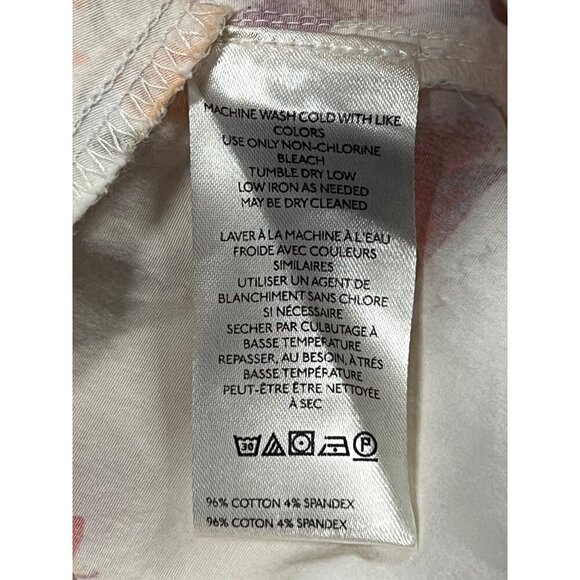 MACHINE WASH COLD WITH LIKE
COLORS
USE ONLY NON-CHLORINE
BLEACH
TUMBLE DRY LOW
LOW IRON AS NEEDED
MAY BE DRY CLEANED
LAVER À LA MACHINE À L'EAU
FROIDE AVEC COULEURS
SIMILAIRES
UTILISER UN AGENT DE
BLANCHIMENT SANS CHLORE
SI NÉCESSAIRE
SECHER PAR CULBUTAGE À
BASSE TEMPÉRATURE
REPASSER, AU BESOIN, À TRÉS
BASSE TEMPÉRATURE
PEUT-ÊTRE ÊTRE NETTOYÉE
À SEC
30 P
96% COTTON 4% SPANDEX
96% COTON 4% SPANDEX